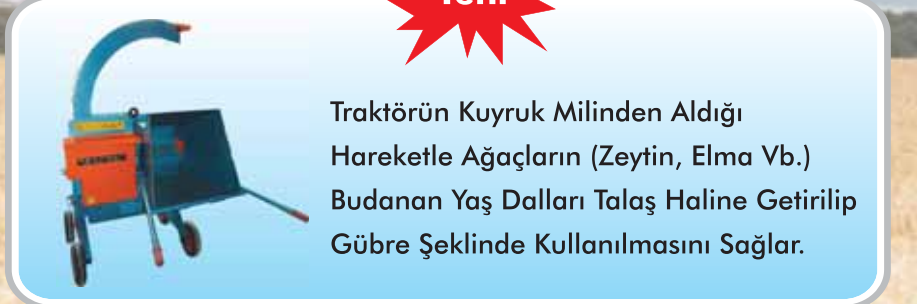 Yeni
Traktörün Kuyruk Milinden Aldığı
Hareketle Ağaçların (Zeytin, Elma Vb.)
Budanan Yaş Dalları Talaş Haline Getirilip
Gübre Şeklinde Kullanılmasını Sağlar.